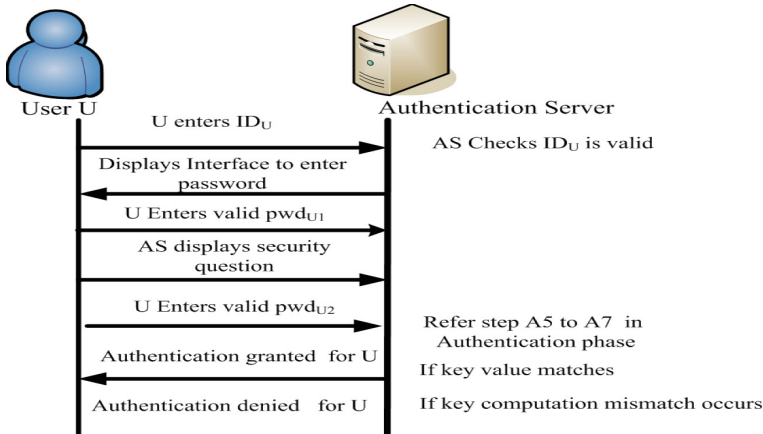 User U
Authentication Server
U enters IDU
AS Checks IDU is valid
Displays Interface to enter
password
U Enters valid pwdU1
AS displays security
question
U Enters valid pwdU2
Refer step A5 to A7 in
Authentication phase
Authentication granted for U
If key value matches
Authentication denied for U
If key computation mismatch occurs